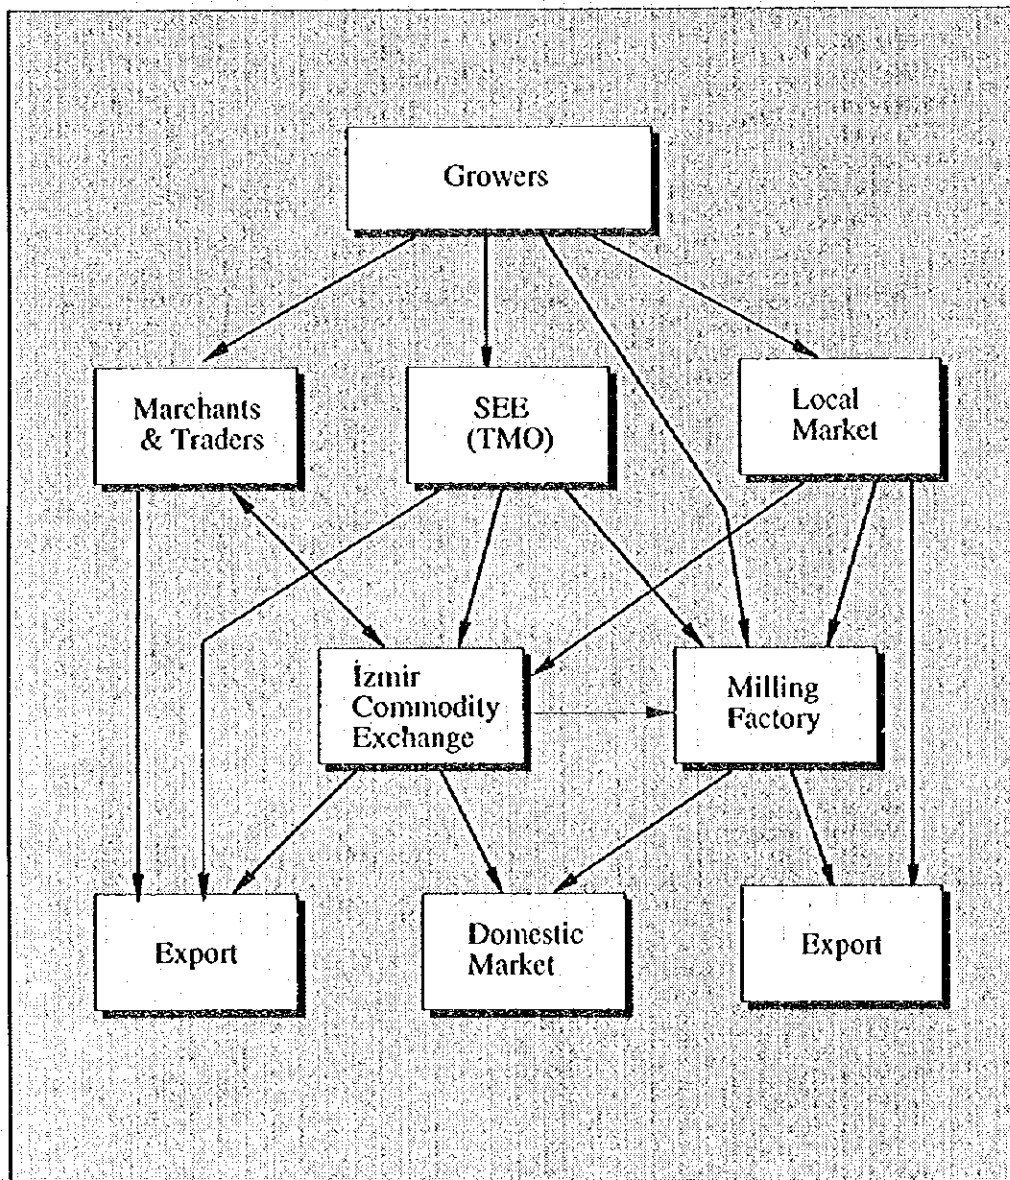 Growers
Marchants
& Traders
SEE
(TMO)
Local
Market
İzmir
Commodity
Exchange
Milling
Factory
Export
Domestic
Market
Export